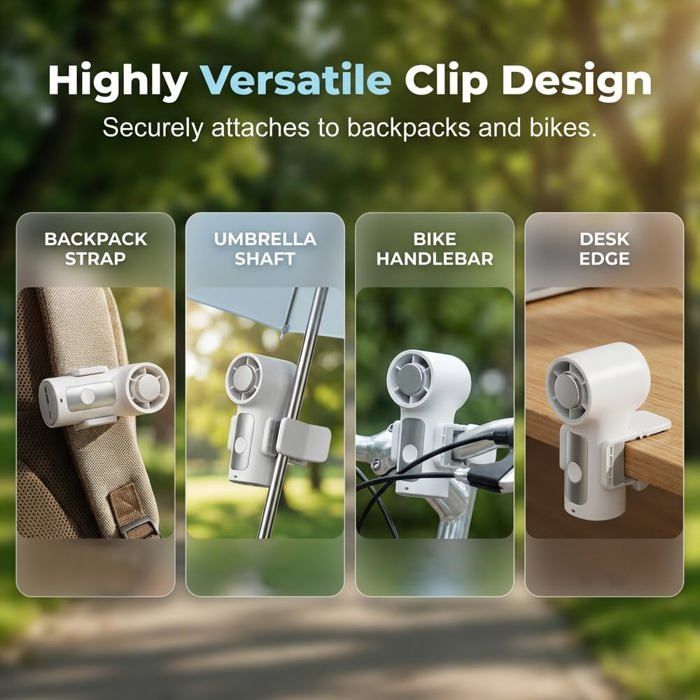 Highly Versatile Clip Design
Securely attaches to backpacks and bikes.
BACKPACK
STRAP
UMBRELLA
SHAFT
BIKE
HANDLEBAR
DESK
EDGE